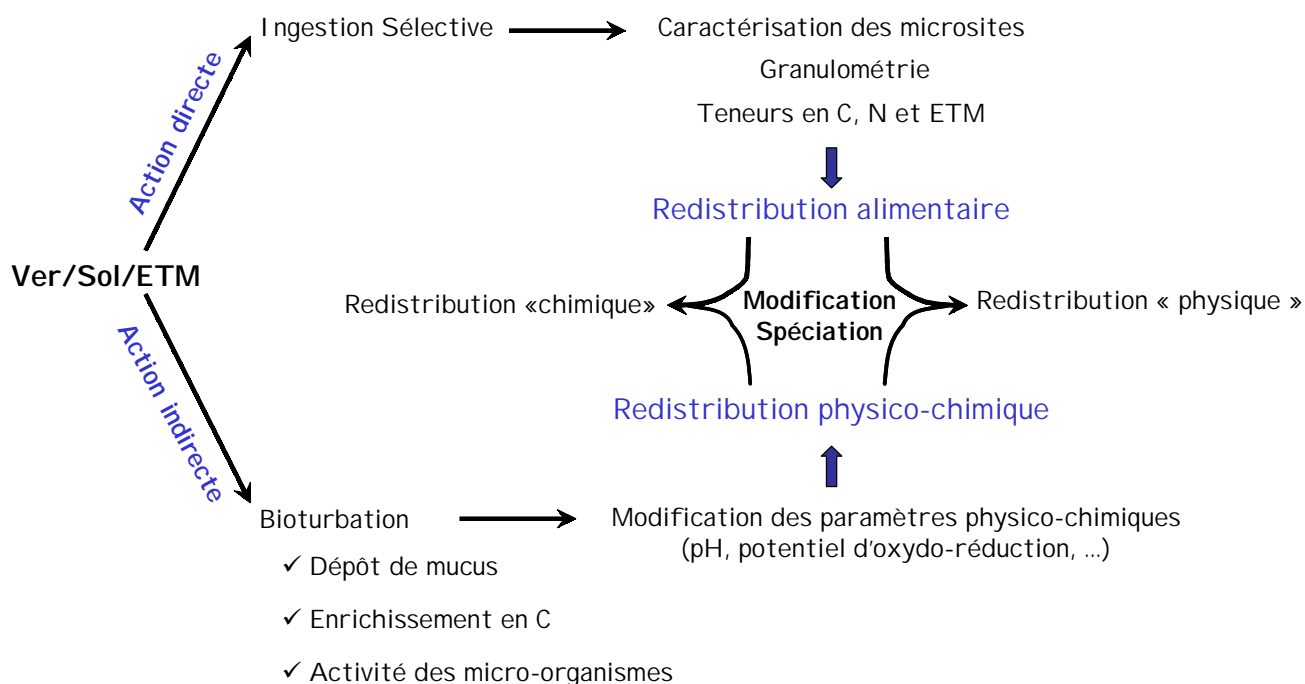 Ingestion Sélective
Caractérisation des microsites
Granulométrie
Teneurs en C, N et ETM
Action directe
Redistribution alimentaire
Ver/Sol/ETM
Redistribution «chimique»
Modification
Spéciation
Redistribution « physique »
Action indirecte
Redistribution physico-chimique
Bioturbation
Modification des paramètres physico-chimiques
(pH, potentiel d'oxydo-réduction, ...)
✓ Dépôt de mucus
✓ Enrichissement en C
✓ Activité des micro-organismes